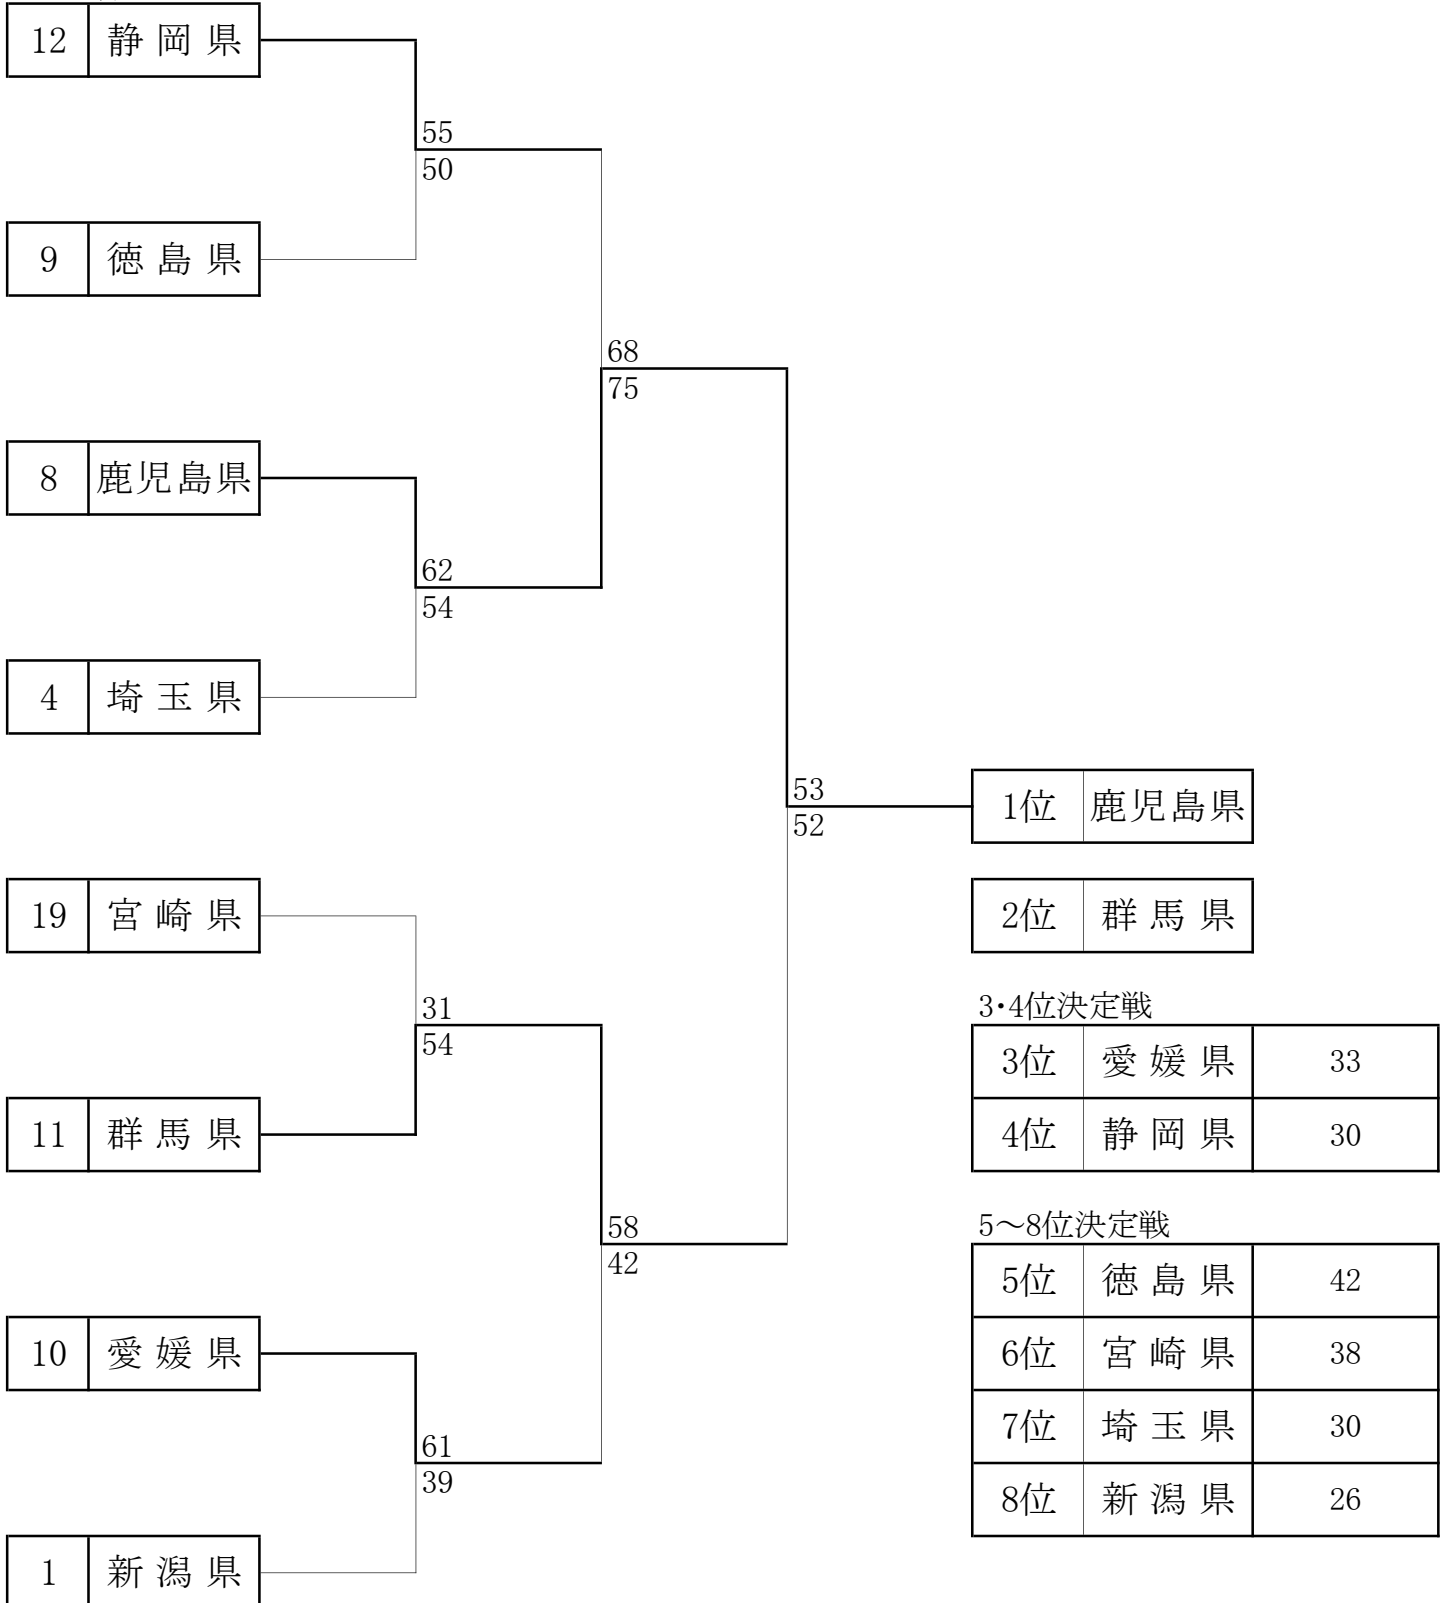 12 静岡県
55
50
9 徳島県
68
75
8 鹿児島県
62
54
4 埼玉県
53
52
1位 鹿児島県
19 宮崎県
2位 群馬県
31
54
3・4位決定戦
3位 愛媛県 33
11 群馬県
4位 静岡県 30
58
42
5～8位決定戦
5位 徳島県 42
10 愛媛県
6位 宮崎県 38
61
39
7位 埼玉県 30
8位 新潟県 26
1 新潟県